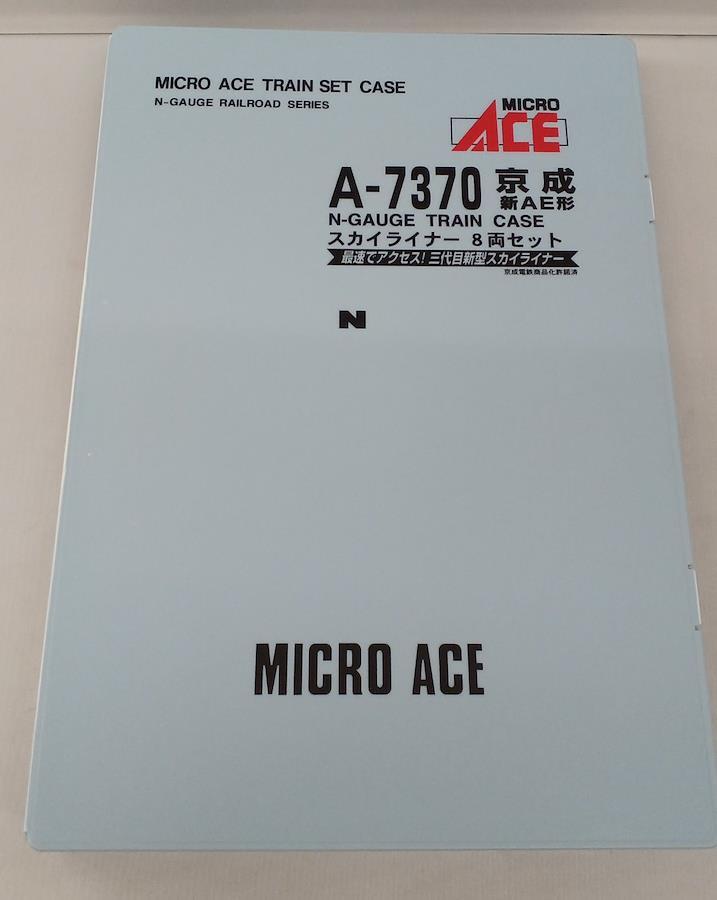 MICRO ACE TRAIN SET CASE
N-GAUGE RAILROAD SERIES
MICRO
ACE
A-7370 京成
新AE形
N-GAUGE TRAIN CASE
スカイライナー 8両セット
最速でアクセス!三代目新型スカイライナー
京成電鉄商品化許諾済
N
MICRO ACE